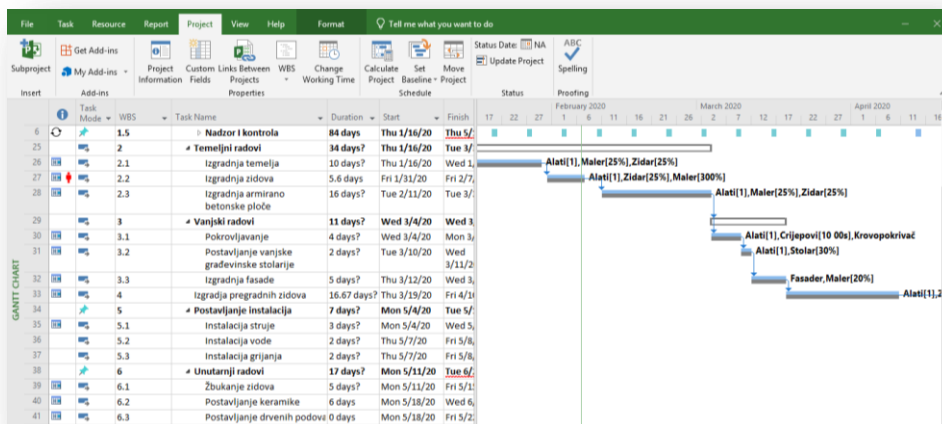 File Task Resource Report Project View Help Format Tell me what you want to do
Subproject
Get Add-ins
My Add-ins
Project Information
Custom Fields
Links Between Projects
WBS
Change Working Time
Calculate Project
Set Baseline
Move Project
Status Date: NA
Update Project
ABC
Spelling
Insert Add-ins Properties Schedule Status Proofing
Task Mode WBS Task Name Duration Start Finish
February 2020 March 2020 April 2020
17 22 27 1 6 11 16 21 26 2 7 12 17 22 27 1 6 11 16
GANTT CHART
6 1.5 Nadzor I kontrola 84 days Thu 1/16/20 Thu 5/
25 2 Temeljni radovi 34 days? Thu 1/16/20 Tue 3/
26 2.1 Izgradnja temelja 10 days? Thu 1/16/20 Wed 1, Alati[1],Maler[25%],Zidar[25%]
27 2.2 Izgradnja zidova 5.6 days Fri 1/31/20 Fri 2/7, Alati[1],Zidar[25%],Maler[300%]
28 2.3 Izgradnja armirano betonske ploče 16 days? Tue 2/11/20 Tue 3/ Alati[1],Maler[25%],Zidar[25%]
29 3 Vanjski radovi 11 days? Wed 3/4/20 Wed 3
30 3.1 Pokrovljavanje 4 days? Wed 3/4/20 Mon 3/ Alati[1],Crijepovi[10 00s],Krovopokrivač
31 3.2 Postavljanje vanjske građevinske stolarije 2 days? Tue 3/10/20 Wed 3/11/2 Alati[1],Stolar[30%]
32 3.3 Izgradnja fasade 5 days? Thu 3/12/20 Wed 3, Fasader,Maler[20%]
33 4 Izgradja pregradnih zidova 16.67 days? Thu 3/19/20 Fri 4/1 Alati[1],
34 5 Postavljanje instalacija 7 days? Mon 5/4/20 Tue 5/
35 5.1 Instalacija struje 3 days? Mon 5/4/20 Wed 5,
36 5.2 Instalacija vode 2 days? Thu 5/7/20 Fri 5/8,
37 5.3 Instalacija grijanja 2 days? Thu 5/7/20 Fri 5/8,
38 6 Unutarnji radovi 17 days? Mon 5/11/20 Tue 6/
39 6.1 Žbukanje zidova 5 days? Mon 5/11/20 Fri 5/1
40 6.2 Postavljanje keramike 6 days Mon 5/18/20 Wed 6,
41 6.3 Postavljanje drvenih podova 0 days Mon 5/18/20 Fri 5/2